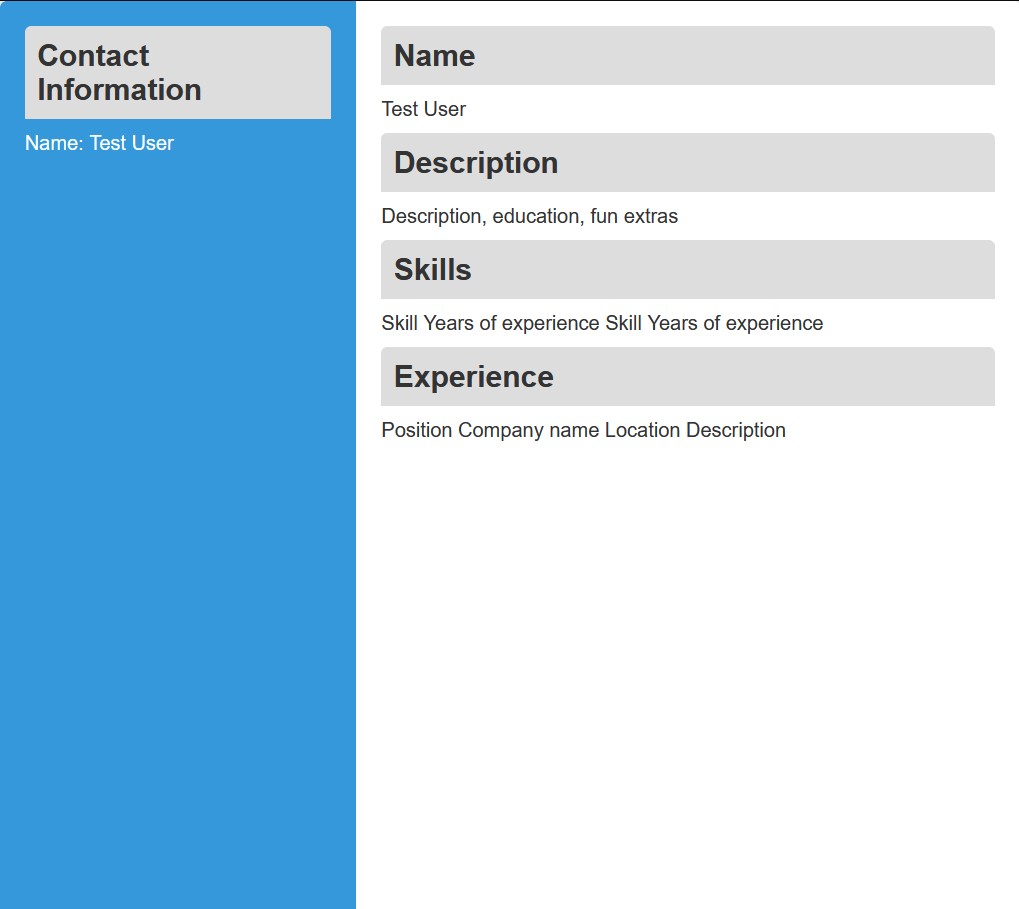 Contact
Information
Name: Test User
Name
Test User
Description
Description, education, fun extras
Skills
Skill Years of experience Skill Years of experience
Experience
Position Company name Location Description